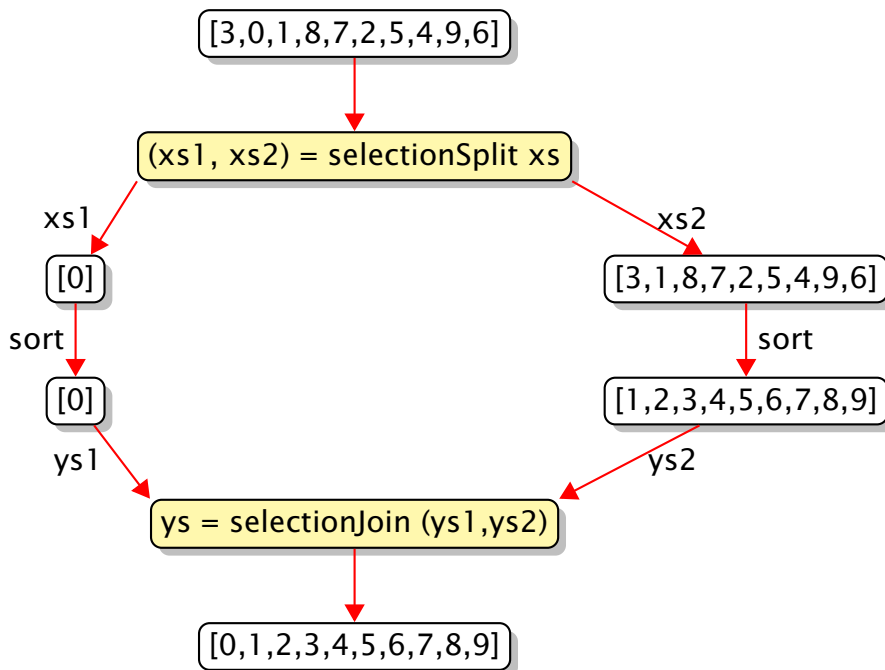 [3,0,1,8,7,2,5,4,9,6]
(xs1, xs2) = selectionSplit xs
xs1
xs2
[0]
[3,1,8,7,2,5,4,9,6]
sort
sort
[0]
[1,2,3,4,5,6,7,8,9]
ys1
ys2
ys = selectionJoin (ys1,ys2)
[0,1,2,3,4,5,6,7,8,9]